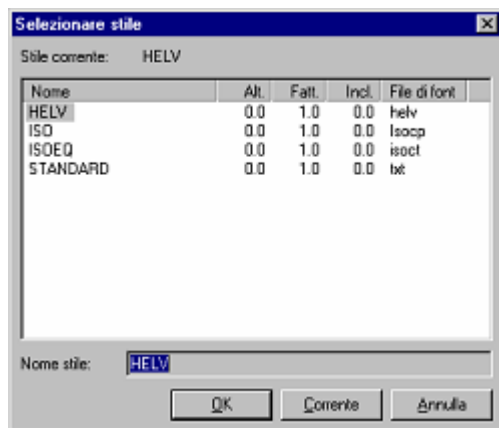 Selezionare stile
Stile corrente: HELV
Nome Alt. Fatt. Incl. File di font
HELV 0.0 1.0 0.0 helv
ISO 0.0 1.0 0.0 Isocp
ISOEQ 0.0 1.0 0.0 isoct
STANDARD 0.0 1.0 0.0 txt
Nome stile: HELV
OK Corrente Annulla